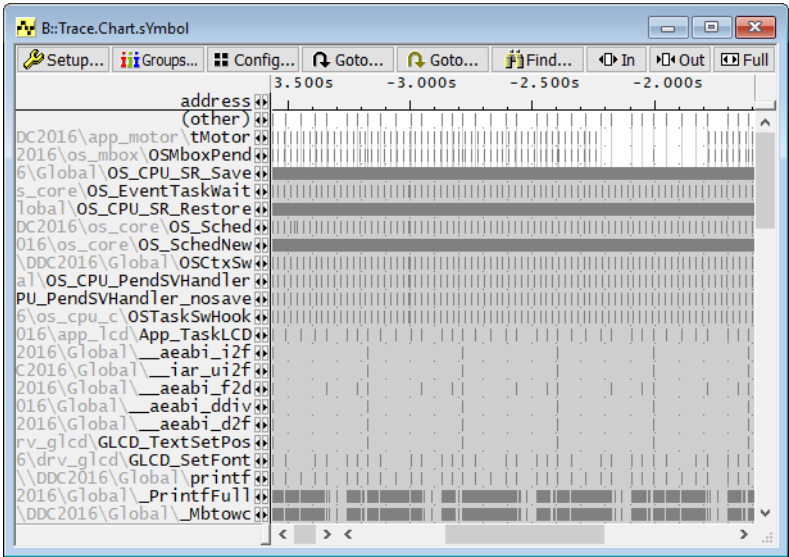 B::Trace.Chart.sYmbol
Setup... Groups... Config... Goto... Goto... Find... In Out Full
3.500s -3.000s -2.500s -2.000s
address
(other)
DC2016\app_motor\tMotor
2016\os_mbox\OSMboxPend
6\Global\OS_CPU_SR_Save
s_core\OS_EventTaskWait
lobal\OS_CPU_SR_Restore
DC2016\os_core\OS_Sched
016\os_core\OS_SchedNew
\DDC2016\Global\OSCtxSw
al\OS_CPU_PendSVHandler
PU_PendSVHandler_nosave
6\os_cpu_c\OSTaskSwHook
016\app_lcd\App_TaskLCD
2016\Global\__aeabi_i2f
C2016\Global\__iar_ui2f
2016\Global\__aeabi_f2d
016\Global\__aeabi_ddiv
2016\Global\__aeabi_d2f
rv_glcd\GLCD_TextSetPos
6\drv_glcd\GLCD_SetFont
\\DDC2016\Global\printf
2016\Global\_PrintfFull
\DDC2016\Global\_Mbtowc